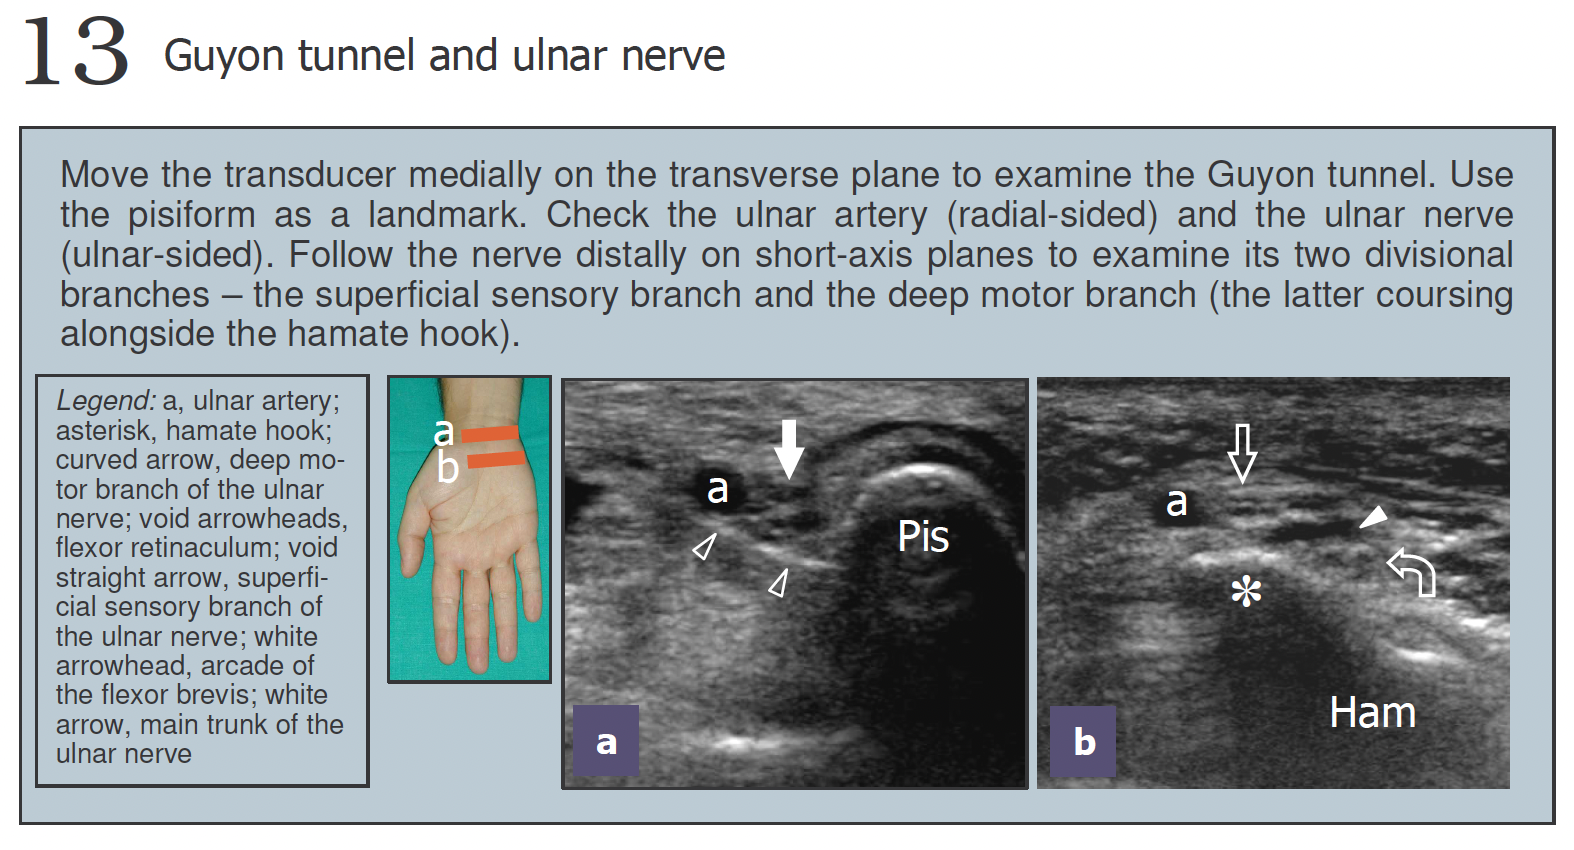 13 Guyon tunnel and ulnar nerve
Move the transducer medially on the transverse plane to examine the Guyon tunnel. Use
the pisiform as a landmark. Check the ulnar artery (radial-sided) and the ulnar nerve
(ulnar-sided). Follow the nerve distally on short-axis planes to examine its two divisional
branches – the superficial sensory branch and the deep motor branch (the latter coursing
alongside the hamate hook).
Legend: a, ulnar artery;
asterisk, hamate hook;
curved arrow, deep mo-
tor branch of the ulnar
nerve; void arrowheads,
flexor retinaculum; void
straight arrow, superfi-
cial sensory branch of
the ulnar nerve; white
arrowhead, arcade of
the flexor brevis; white
arrow, main trunk of the
ulnar nerve
a
b
a
Pis
a
a
*
Ham
b